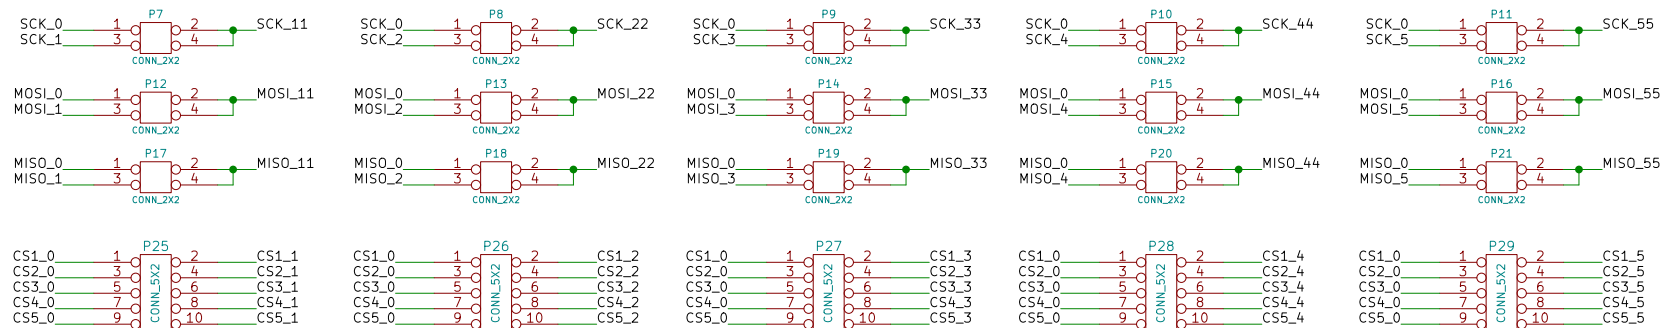 P7 P8 P9 P10 P11
SCK_0 1 2 SCK_11 SCK_0 1 2 SCK_22 SCK_0 1 2 SCK_33 SCK_0 1 2 SCK_44 SCK_0 1 2 SCK_55
SCK_1 3 4 SCK_2 3 4 SCK_3 3 4 SCK_4 3 4 SCK_5 3 4
CONN_2X2 CONN_2X2 CONN_2X2 CONN_2X2 CONN_2X2
P12 P13 P14 P15 P16
MOSI_0 1 2 MOSI_11 MOSI_0 1 2 MOSI_22 MOSI_0 1 2 MOSI_33 MOSI_0 1 2 MOSI_44 MOSI_0 1 2 MOSI_55
MOSI_1 3 4 MOSI_2 3 4 MOSI_3 3 4 MOSI_4 3 4 MOSI_5 3 4
CONN_2X2 CONN_2X2 CONN_2X2 CONN_2X2 CONN_2X2
P17 P18 P19 P20 P21
MISO_0 1 2 MISO_11 MISO_0 1 2 MISO_22 MISO_0 1 2 MISO_33 MISO_0 1 2 MISO_44 MISO_0 1 2 MISO_55
MISO_1 3 4 MISO_2 3 4 MISO_3 3 4 MISO_4 3 4 MISO_5 3 4
CONN_2X2 CONN_2X2 CONN_2X2 CONN_2X2 CONN_2X2
P25 P26 P27 P28 P29
CS1_0 1 2 CS1_1 CS1_0 1 2 CS1_2 CS1_0 1 2 CS1_3 CS1_0 1 2 CS1_4 CS1_0 1 2 CS1_5
CS2_0 3 4 CS2_1 CS2_0 3 4 CS2_2 CS2_0 3 4 CS2_3 CS2_0 3 4 CS2_4 CS2_0 3 4 CS2_5
CS3_0 5 6 CS3_1 CS3_0 5 6 CS3_2 CS3_0 5 6 CS3_3 CS3_0 5 6 CS3_4 CS3_0 5 6 CS3_5
CS4_0 7 8 CS4_1 CS4_0 7 8 CS4_2 CS4_0 7 8 CS4_3 CS4_0 7 8 CS4_4 CS4_0 7 8 CS4_5
CS5_0 9 10 CS5_1 CS5_0 9 10 CS5_2 CS5_0 9 10 CS5_3 CS5_0 9 10 CS5_4 CS5_0 9 10 CS5_5
CONN_5X2 CONN_5X2 CONN_5X2 CONN_5X2 CONN_5X2